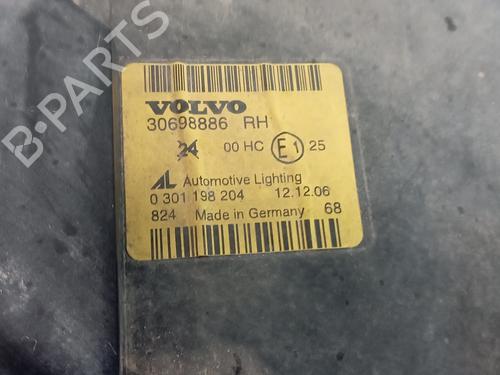 B-PARTS
VOLVO
30698886 RH
24 00 HC E1 25
AL Automotive Lighting
0 301 198 204 12.12.06
824 Made in Germany 68